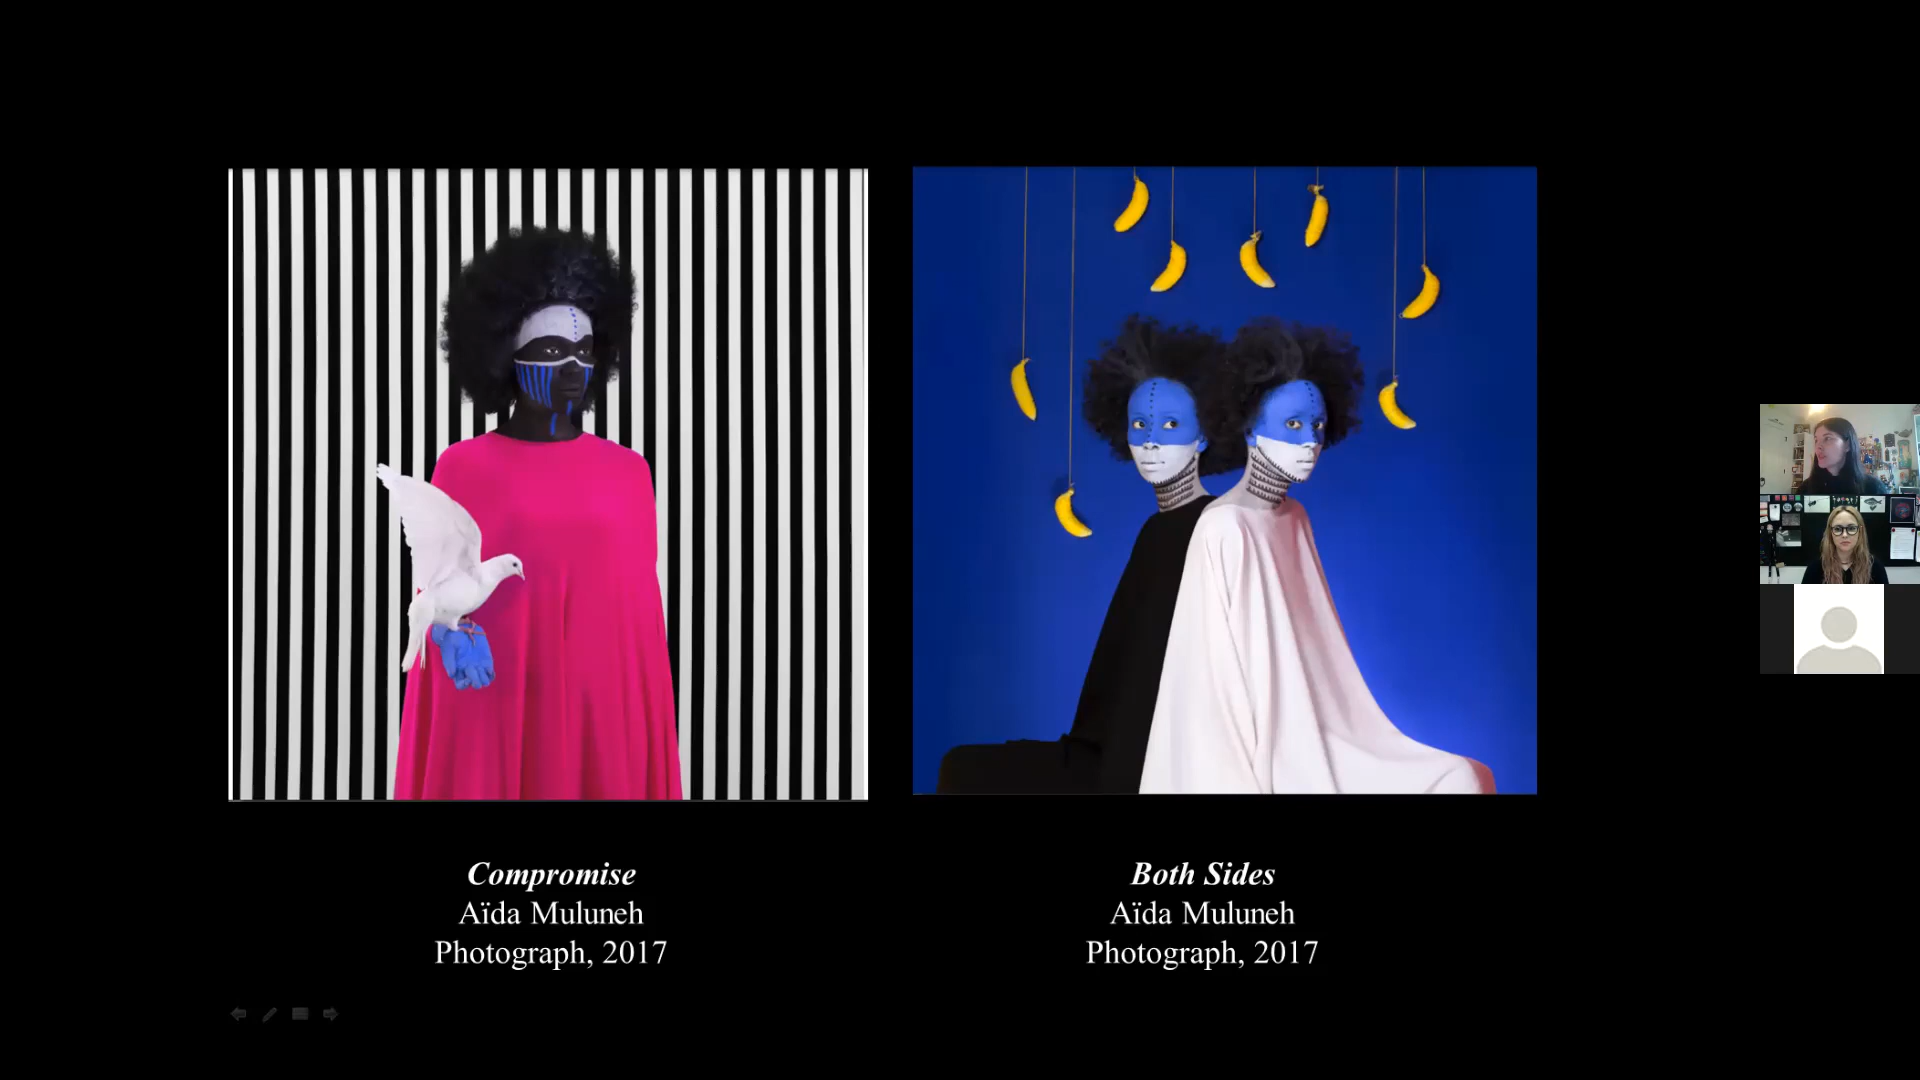 Compromise
Aïda Muluneh
Photograph, 2017
Both Sides
Aïda Muluneh
Photograph, 2017